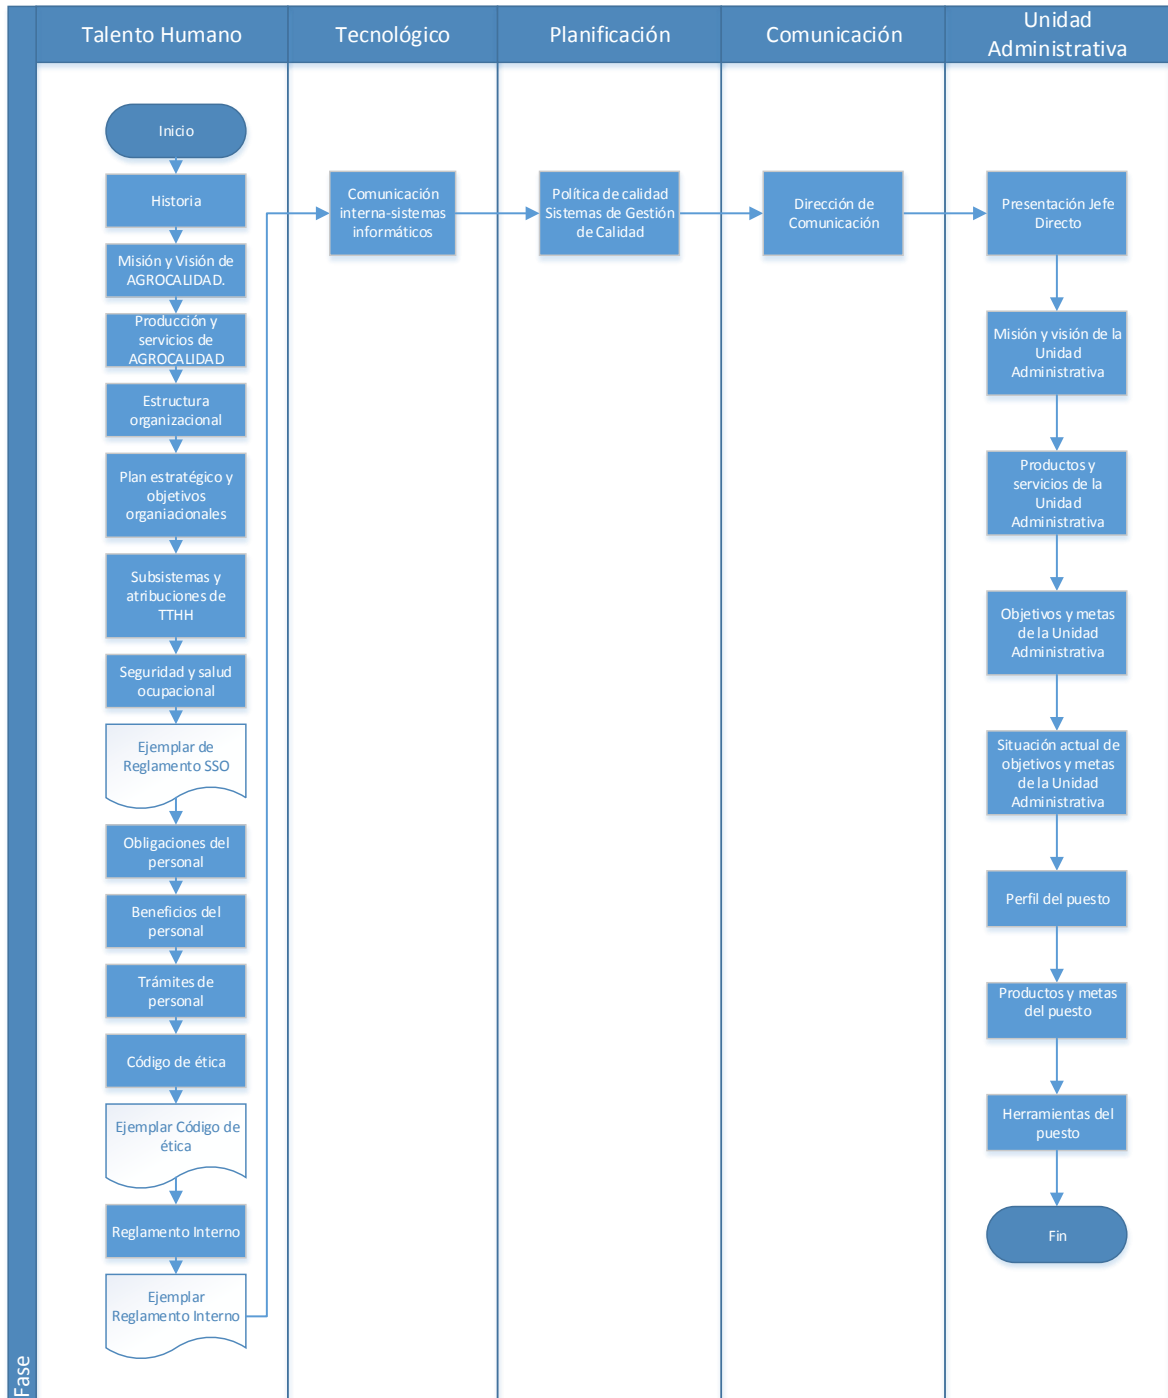 Talento Humano
Tecnológico
Planificación
Comunicación
Unidad
Administrativa
Fase
Inicio
Historia
Misión y Visión de
AGROCALIDAD.
Producción y
servicios de
AGROCALIDAD
Estructura
organizacional
Plan estratégico y
objetivos
organiacionales
Subsistemas y
atribuciones de
TTHH
Seguridad y salud
ocupacional
Ejemplar de
Reglamento SSO
Obligaciones del
personal
Beneficios del
personal
Trámites de
personal
Código de ética
Ejemplar Código de
ética
Reglamento Interno
Ejemplar
Reglamento Interno
Comunicación
interna-sistemas
informáticos
Política de calidad
Sistemas de Gestión
de Calidad
Dirección de
Comunicación
Presentación Jefe
Directo
Misión y visión de la
Unidad
Administrativa
Productos y
servicios de la
Unidad
Administrativa
Objetivos y metas
de la Unidad
Administrativa
Situación actual de
objetivos y metas
de la Unidad
Administrativa
Perfil del puesto
Productos y metas
del puesto
Herramientas del
puesto
Fin